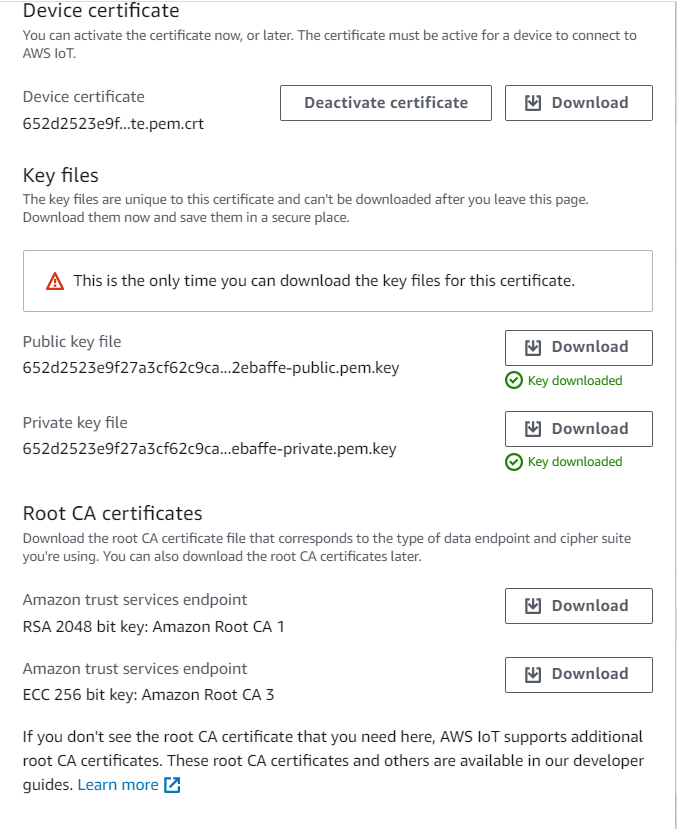 Device certificate
You can activate the certificate now, or later. The certificate must be active for a device to connect to
AWS IoT.
Device certificate
652d2523e9f...te.pem.crt
Deactivate certificate
Download
Key files
The key files are unique to this certificate and can't be downloaded after you leave this page.
Download them now and save them in a secure place.
This is the only time you can download the key files for this certificate.
Public key file
652d2523e9f27a3cf62c9ca...2ebaffe-public.pem.key
Download
Key downloaded
Private key file
652d2523e9f27a3cf62c9ca...ebaffe-private.pem.key
Download
Key downloaded
Root CA certificates
Download the root CA certificate file that corresponds to the type of data endpoint and cipher suite
you're using. You can also download the root CA certificates later.
Amazon trust services endpoint
RSA 2048 bit key: Amazon Root CA 1
Download
Amazon trust services endpoint
ECC 256 bit key: Amazon Root CA 3
Download
If you don't see the root CA certificate that you need here, AWS IoT supports additional
root CA certificates. These root CA certificates and others are available in our developer
guides. Learn more